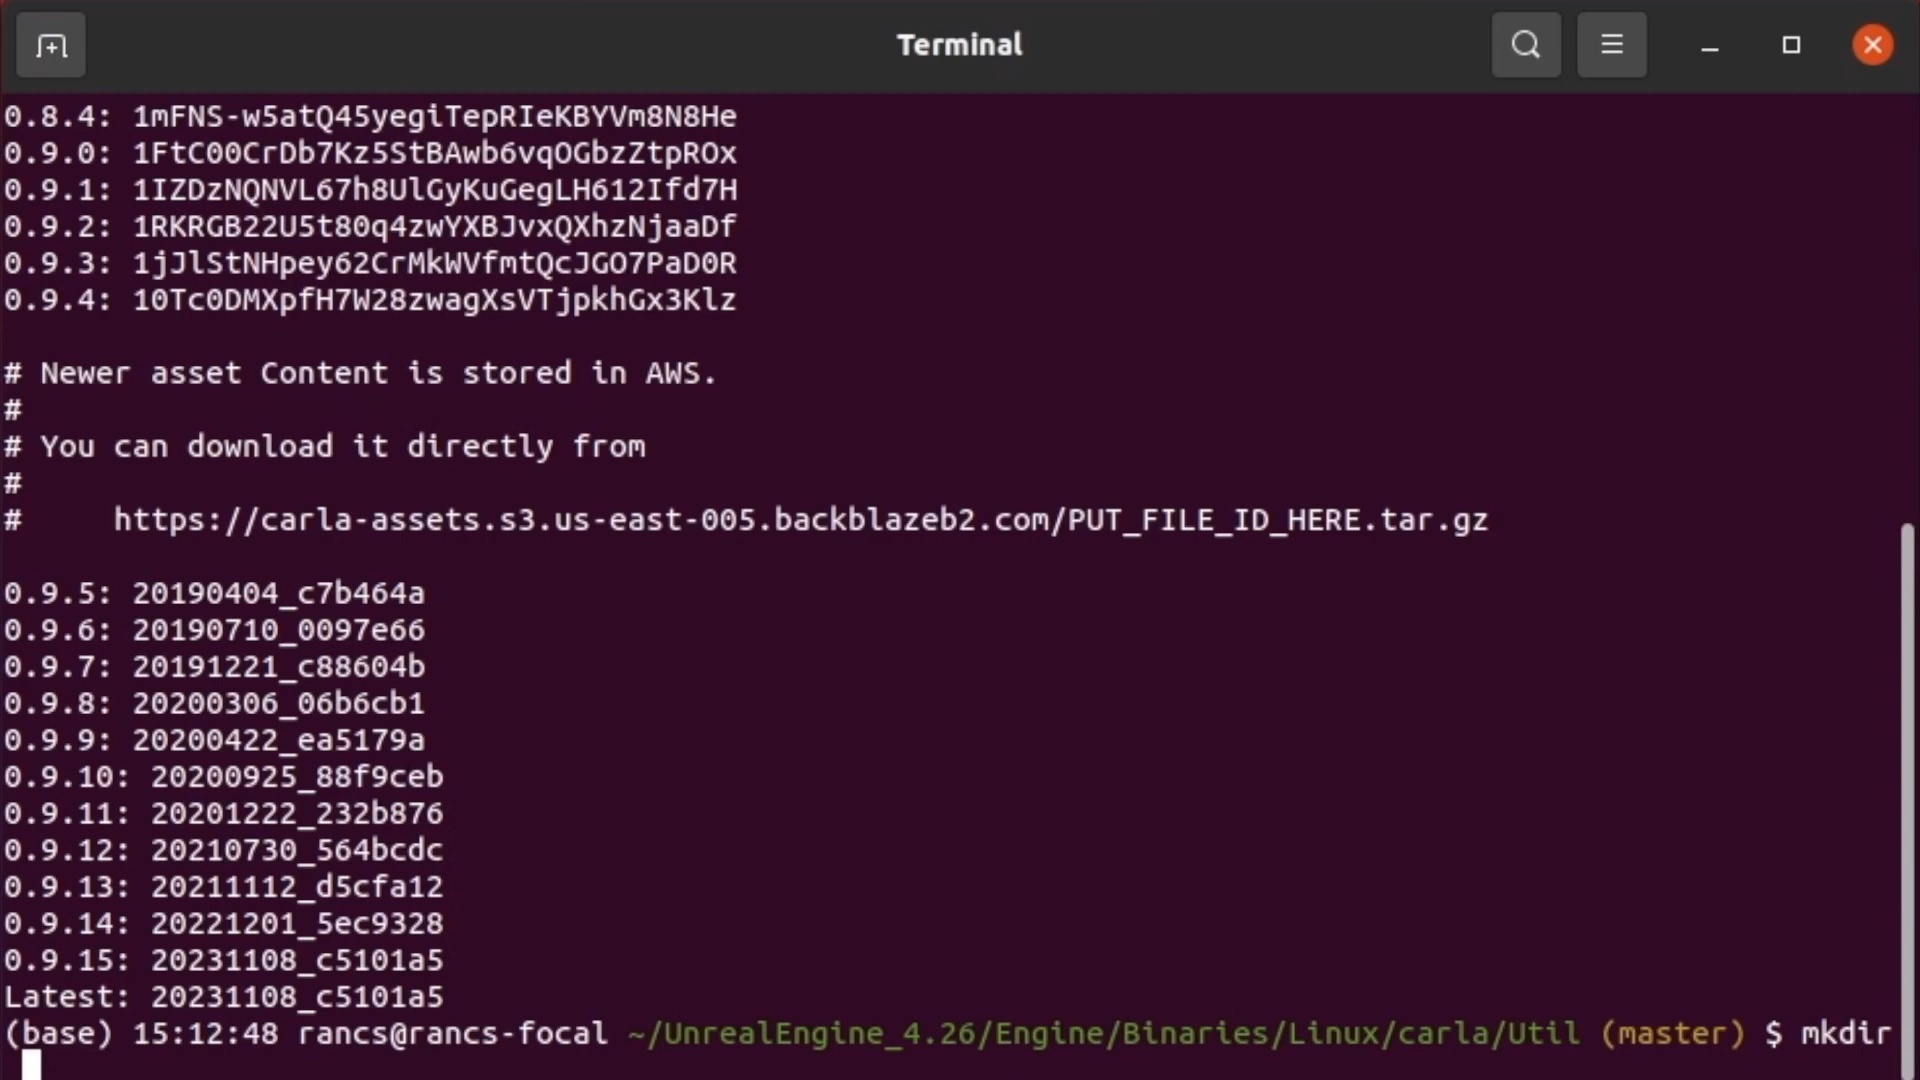 Terminal
0.8.4: 1mFNS-w5atQ45yegiTepRIeKBYVm8N8He
0.9.0: 1FtC00CrDb7Kz5StBAwb6vqOGbzZtpROx
0.9.1: 1IZDzNQNVL67h8UlGyKuGegLH612Ifd7H
0.9.2: 1RKRGB22U5t80q4zwYXBJvxQXhzNjaaDf
0.9.3: 1jJlStNHpey62CrMkWVfmtQcJGO7PaD0R
0.9.4: 10Tc0DMXpfH7W28zwagXsVTjpkhGx3Klz
# Newer asset Content is stored in AWS.
#
# You can download it directly from
#
#     https://carla-assets.s3.us-east-005.backblazeb2.com/PUT_FILE_ID_HERE.tar.gz
0.9.5: 20190404_c7b464a
0.9.6: 20190710_0097e66
0.9.7: 20191221_c88604b
0.9.8: 20200306_06b6cb1
0.9.9: 20200422_ea5179a
0.9.10: 20200925_88f9ceb
0.9.11: 20201222_232b876
0.9.12: 20210730_564bcdc
0.9.13: 20211112_d5cfa12
0.9.14: 20221201_5ec9328
0.9.15: 20231108_c5101a5
Latest: 20231108_c5101a5
(base) 15:12:48 rancs@rancs-focal ~/UnrealEngine_4.26/Engine/Binaries/Linux/carla/Util (master) $ mkdir